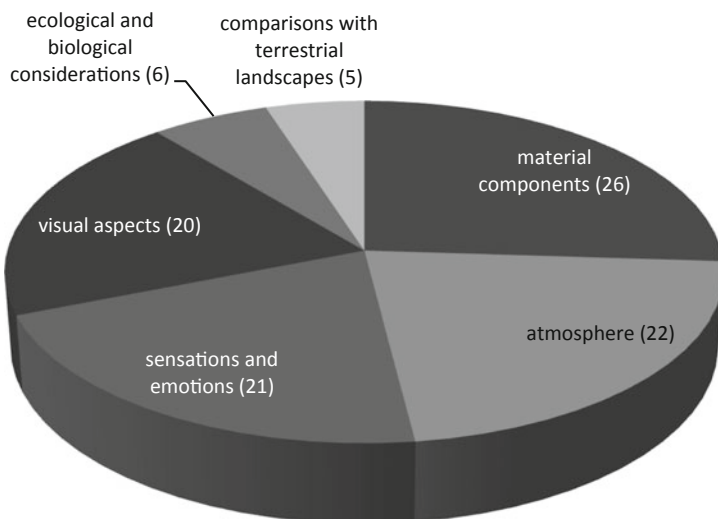 ecological and
biological
considerations (6)
comparisons with
terrestrial
landscapes (5)
material
components (26)
visual aspects (20)
atmosphere (22)
sensations and
emotions (21)